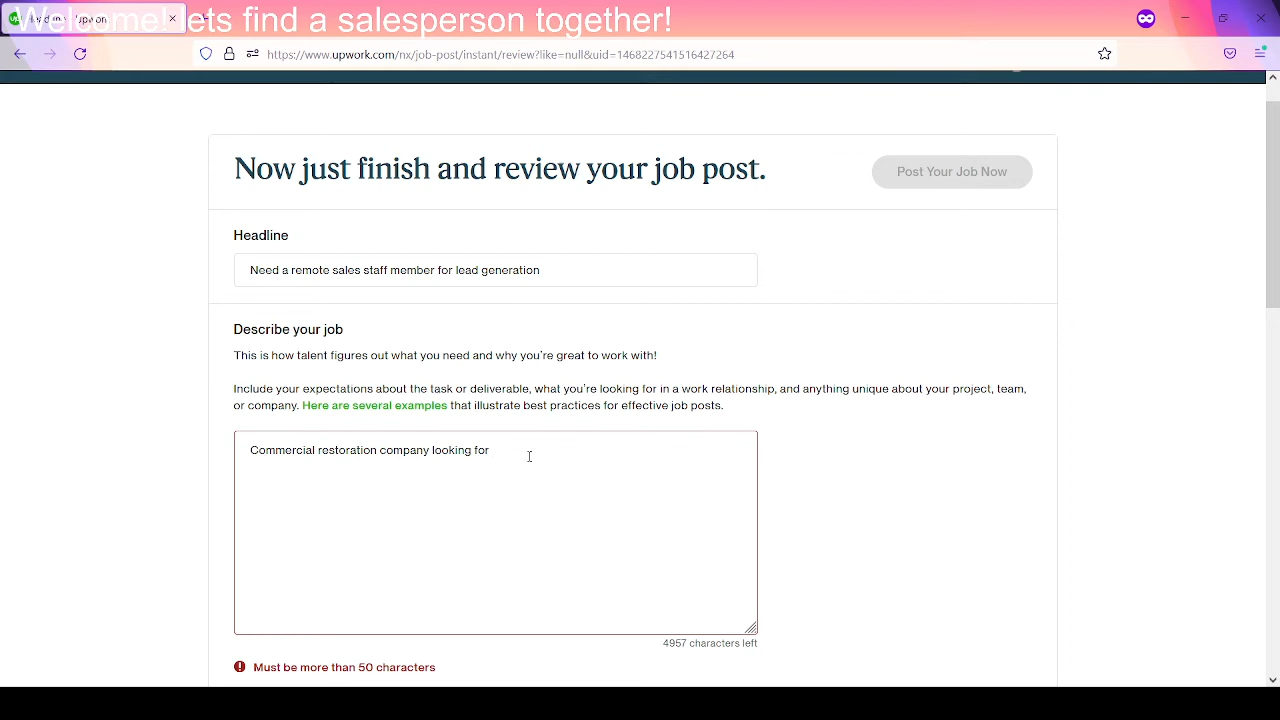 Welcome! lets find a salesperson together!
https://www.upwork.com/nx/job-post/instant/review?like=null&uid=1468227541516427264
Now just finish and review your job post.
Post Your Job Now
Headline
Need a remote sales staff member for lead generation
Describe your job
This is how talent figures out what you need and why you're great to work with!
Include your expectations about the task or deliverable, what you're looking for in a work relationship, and anything unique about your project, team,
or company. Here are several examples that illustrate best practices for effective job posts.
Commercial restoration company looking for
4957 characters left
Must be more than 50 characters